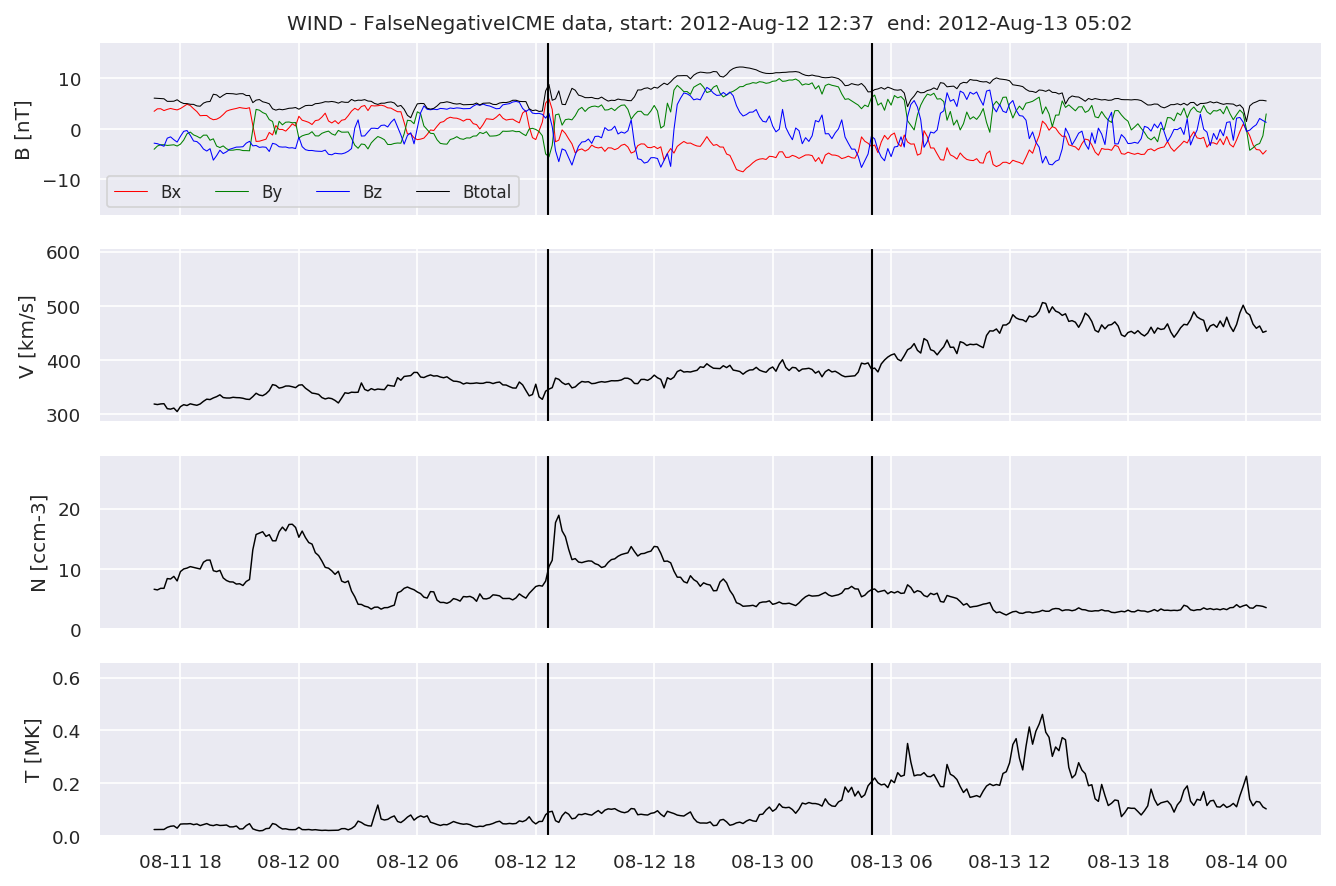 WIND - FalseNegativeICME data, start: 2012-Aug-12 12:37  end: 2012-Aug-13 05:02
B [nT]
10
0
−10
Bx By Bz Btotal
V [km/s]
600
500
400
300
N [ccm-3]
20
10
0
T [MK]
0.6
0.4
0.2
0.0
08-11 18 08-12 00 08-12 06 08-12 12 08-12 18 08-13 00 08-13 06 08-13 12 08-13 18 08-14 00